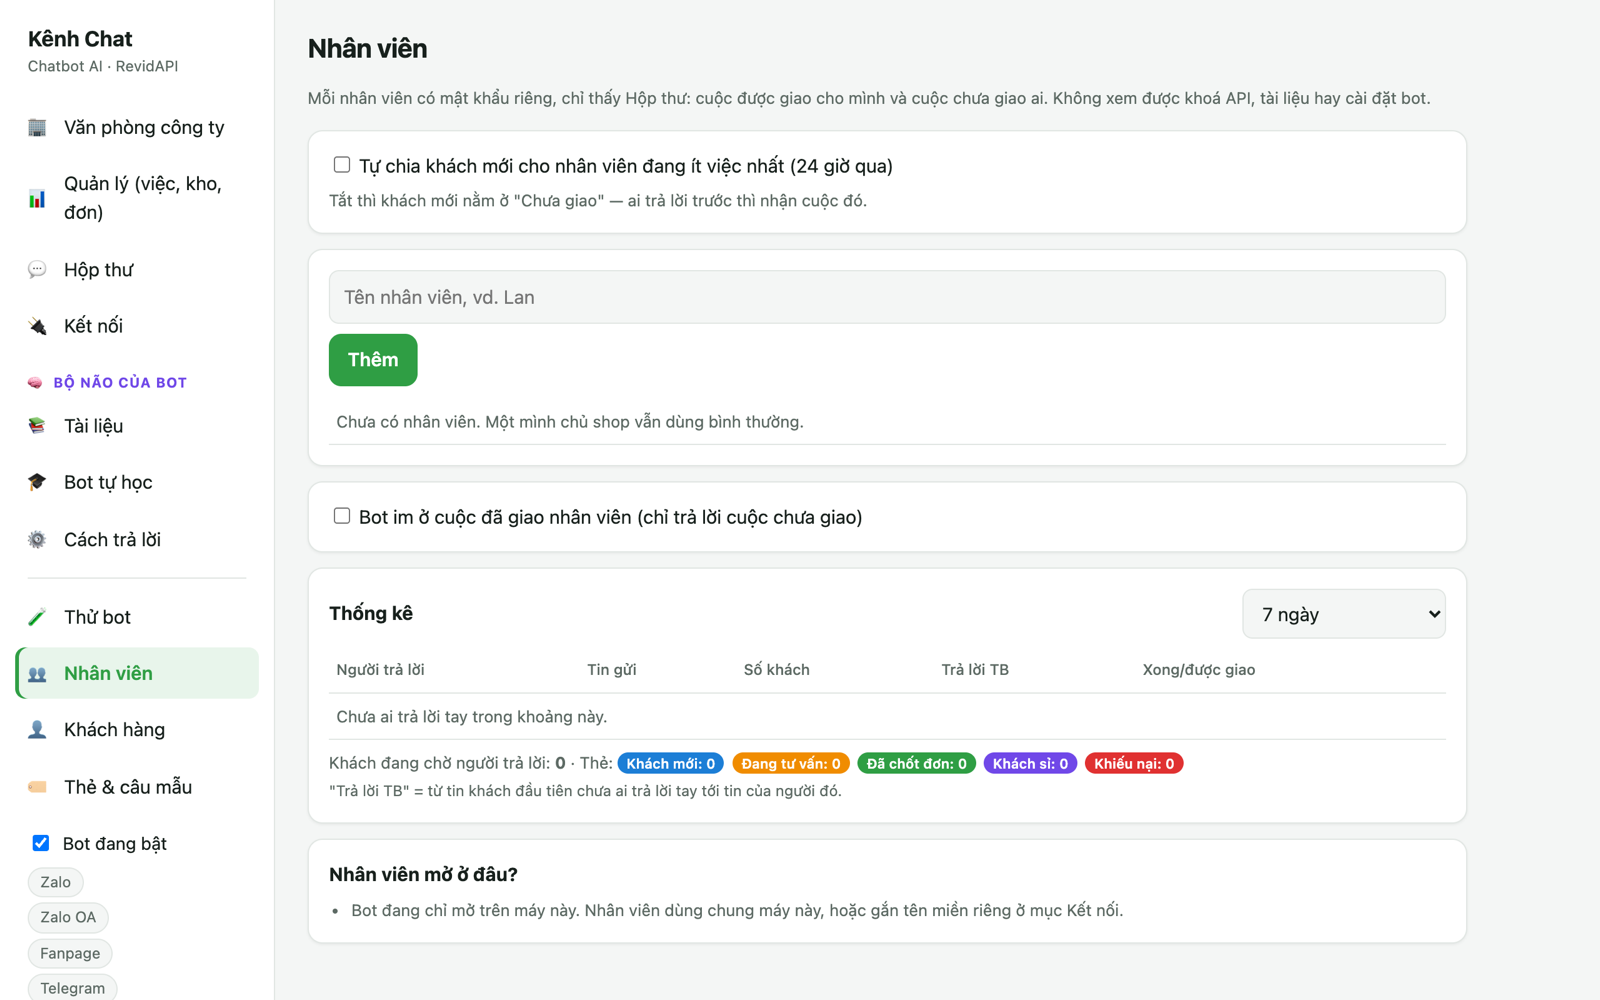 Kênh Chat
Chatbot AI · RevidAPI
Văn phòng công ty
Quản lý (việc, kho,
đơn)
Hộp thư
Kết nối
BỘ NÃO CỦA BOT
Tài liệu
Bot tự học
Cách trả lời
Thử bot
Nhân viên
Khách hàng
Thẻ & câu mẫu
Bot đang bật
Zalo
Zalo OA
Fanpage
Telegram
Nhân viên
Mỗi nhân viên có mật khẩu riêng, chỉ thấy Hộp thư: cuộc được giao cho mình và cuộc chưa giao ai. Không xem được khoá API, tài liệu hay cài đặt bot.
Tự chia khách mới cho nhân viên đang ít việc nhất (24 giờ qua)
Tắt thì khách mới nằm ở "Chưa giao" — ai trả lời trước thì nhận cuộc đó.
Tên nhân viên, vd. Lan
Thêm
Chưa có nhân viên. Một mình chủ shop vẫn dùng bình thường.
Bot im ở cuộc đã giao nhân viên (chỉ trả lời cuộc chưa giao)
Thống kê
7 ngày
Người trả lời Tin gửi Số khách Trả lời TB Xong/được giao
Chưa ai trả lời tay trong khoảng này.
Khách đang chờ người trả lời: 0 · Thẻ: Khách mới: 0 Đang tư vấn: 0 Đã chốt đơn: 0 Khách sỉ: 0 Khiếu nại: 0
"Trả lời TB" = từ tin khách đầu tiên chưa ai trả lời tay tới tin của người đó.
Nhân viên mở ở đâu?
• Bot đang chỉ mở trên máy này. Nhân viên dùng chung máy này, hoặc gắn tên miền riêng ở mục Kết nối.